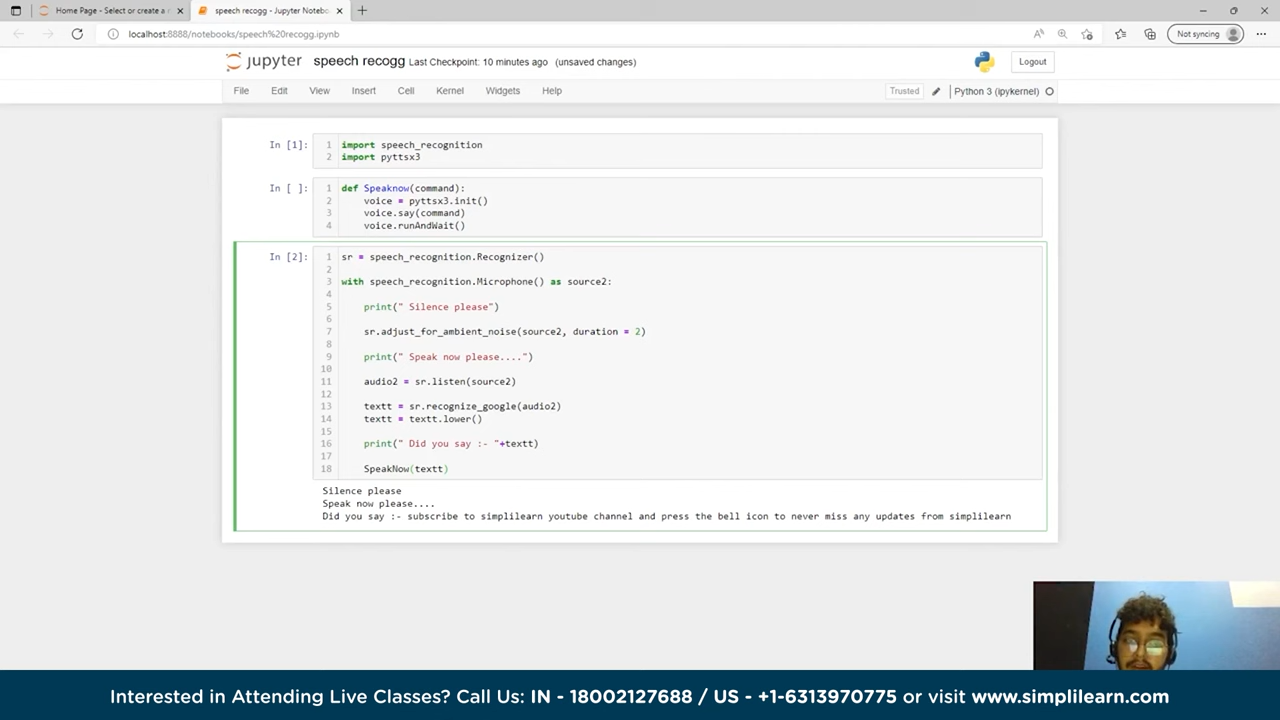 Home Page - Select or create a n
speech recogg - Jupyter Notebo
localhost:8888/notebooks/speech%20recogg.ipynb
Not syncing
jupyter speech recogg Last Checkpoint: 10 minutes ago (unsaved changes)
Logout
File Edit View Insert Cell Kernel Widgets Help
Trusted Python 3 (ipykernel)
In [1]:
1 import speech_recognition
2 import pyttsx3
In [ ]:
1 def Speaknow(command):
2 voice = pyttsx3.init()
3 voice.say(command)
4 voice.runAndWait()
In [2]:
1 sr = speech_recognition.Recognizer()
2
3 with speech_recognition.Microphone() as source2:
4
5 print(" Silence please")
6
7 sr.adjust_for_ambient_noise(source2, duration = 2)
8
9 print(" Speak now please....")
10
11 audio2 = sr.listen(source2)
12
13 textt = sr.recognize_google(audio2)
14 textt = textt.lower()
15
16 print(" Did you say :- "+textt)
17
18 SpeakNow(textt)
Silence please
Speak now please....
Did you say :- subscribe to simplilearn youtube channel and press the bell icon to never miss any updates from simplilearn
Interested in Attending Live Classes? Call Us: IN - 18002127688 / US - +1-6313970775 or visit www.simplilearn.com